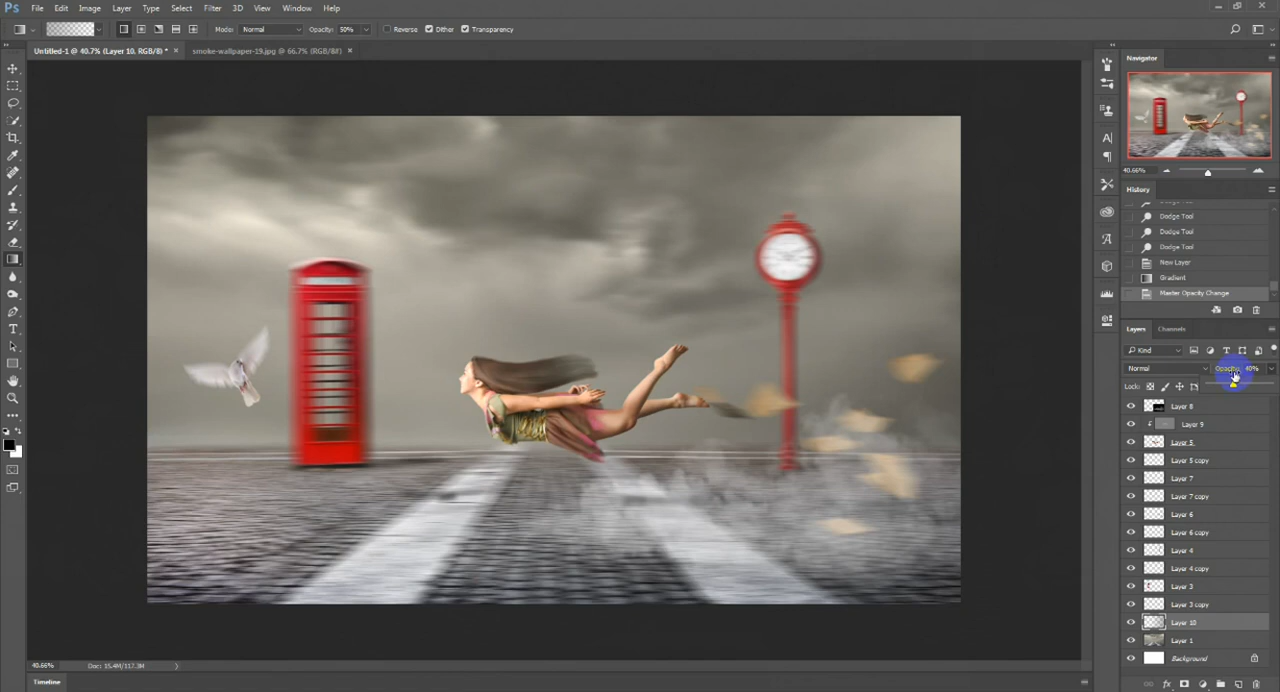 Ps File Edit Image Layer Type Select Filter 3D View Window Help
Mode: Normal Opacity: 50% Reverse Dither Transparency
Untitled-1 @ 40.7% (Layer 10, RGB/8) * × smoke-wallpaper-19.jpg @ 66.7% (RGB/8#) ×
Navigator
40.66%
History
Dodge Tool
Dodge Tool
Dodge Tool
New Layer
Gradient
Master Opacity Change
Layers Channels
Kind
Normal Opacity: 40%
Lock:
Layer 8
Layer 9
Layer 5
Layer 5 copy
Layer 7
Layer 7 copy
Layer 6
Layer 6 copy
Layer 4
Layer 4 copy
Layer 3
Layer 3 copy
Layer 10
Layer 1
Background
40.66% Doc: 15.4M/117.3M
Timeline